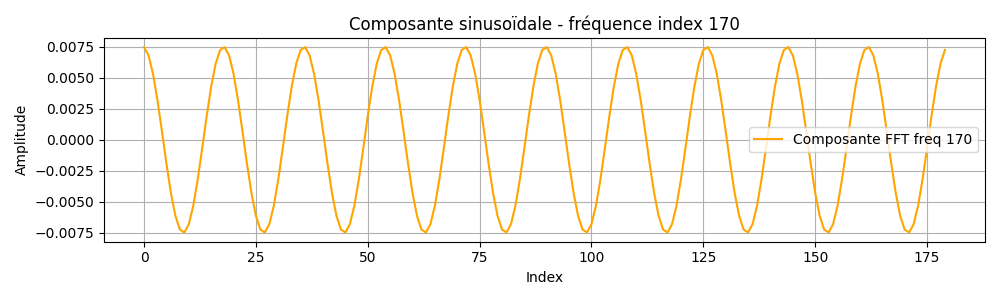 Composante sinusoïdale - fréquence index 170
0.0075
0.0050
0.0025
0.0000
−0.0025
−0.0050
−0.0075
Amplitude
Composante FFT freq 170
0 25 50 75 100 125 150 175
Index